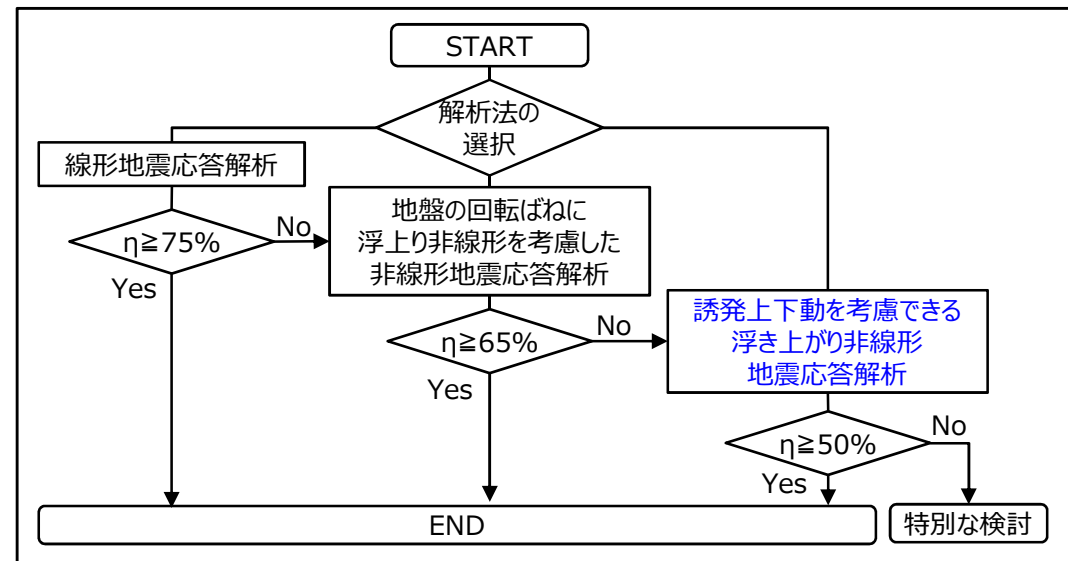 START
解析法の
選択
線形地震応答解析
η≧75%
No
Yes
地盤の回転ばねに
浮上り非線形を考慮した
非線形地震応答解析
η≧65%
No
Yes
誘発上下動を考慮できる
浮き上がり非線形
地震応答解析
η≧50%
No
Yes
END
特別な検討